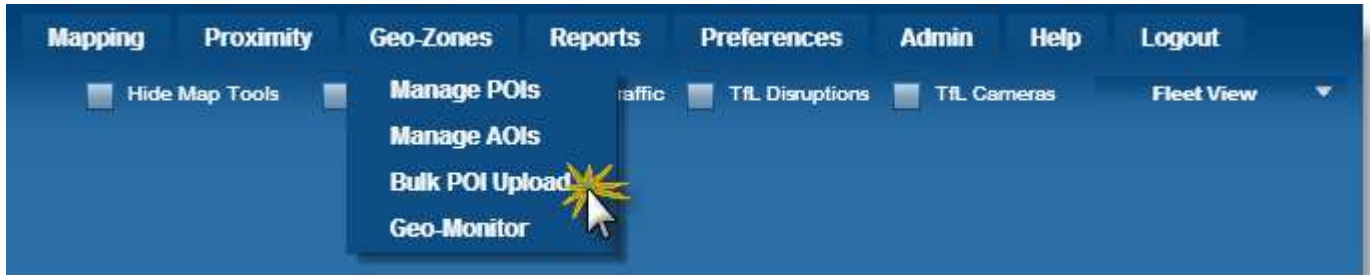 Mapping Proximity Geo-Zones Reports Preferences Admin Help Logout
Hide Map Tools raffic TfL Disruptions TfL Cameras Fleet View
Manage POIs
Manage AOIs
Bulk POI Upload
Geo-Monitor